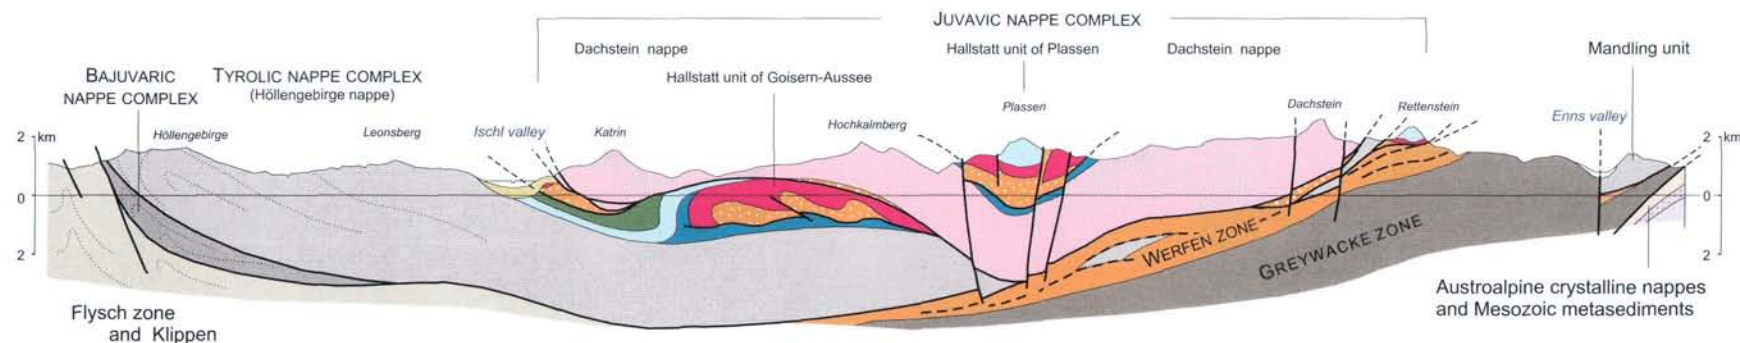 JUVAVIC NAPPE COMPLEX
Dachstein nappe
Hallstatt unit of Plassen
Dachstein nappe
Mandling unit
BAJUVARIC
NAPPE COMPLEX
TYROLIC NAPPE COMPLEX
(Höllengebirge nappe)
Hallstatt unit of Goisern-Aussee
Plassen
Dachstein
Rettenstein
2 km
Höllengebirge
Leonsberg
Ischl valley
Katrin
Hochkalmberg
Enns valley
2 km
0
0
2
2
WERFEN ZONE
GREYWACKE ZONE
Flysch zone
and Klippen
Austroalpine crystalline nappes
and Mesozoic metasediments